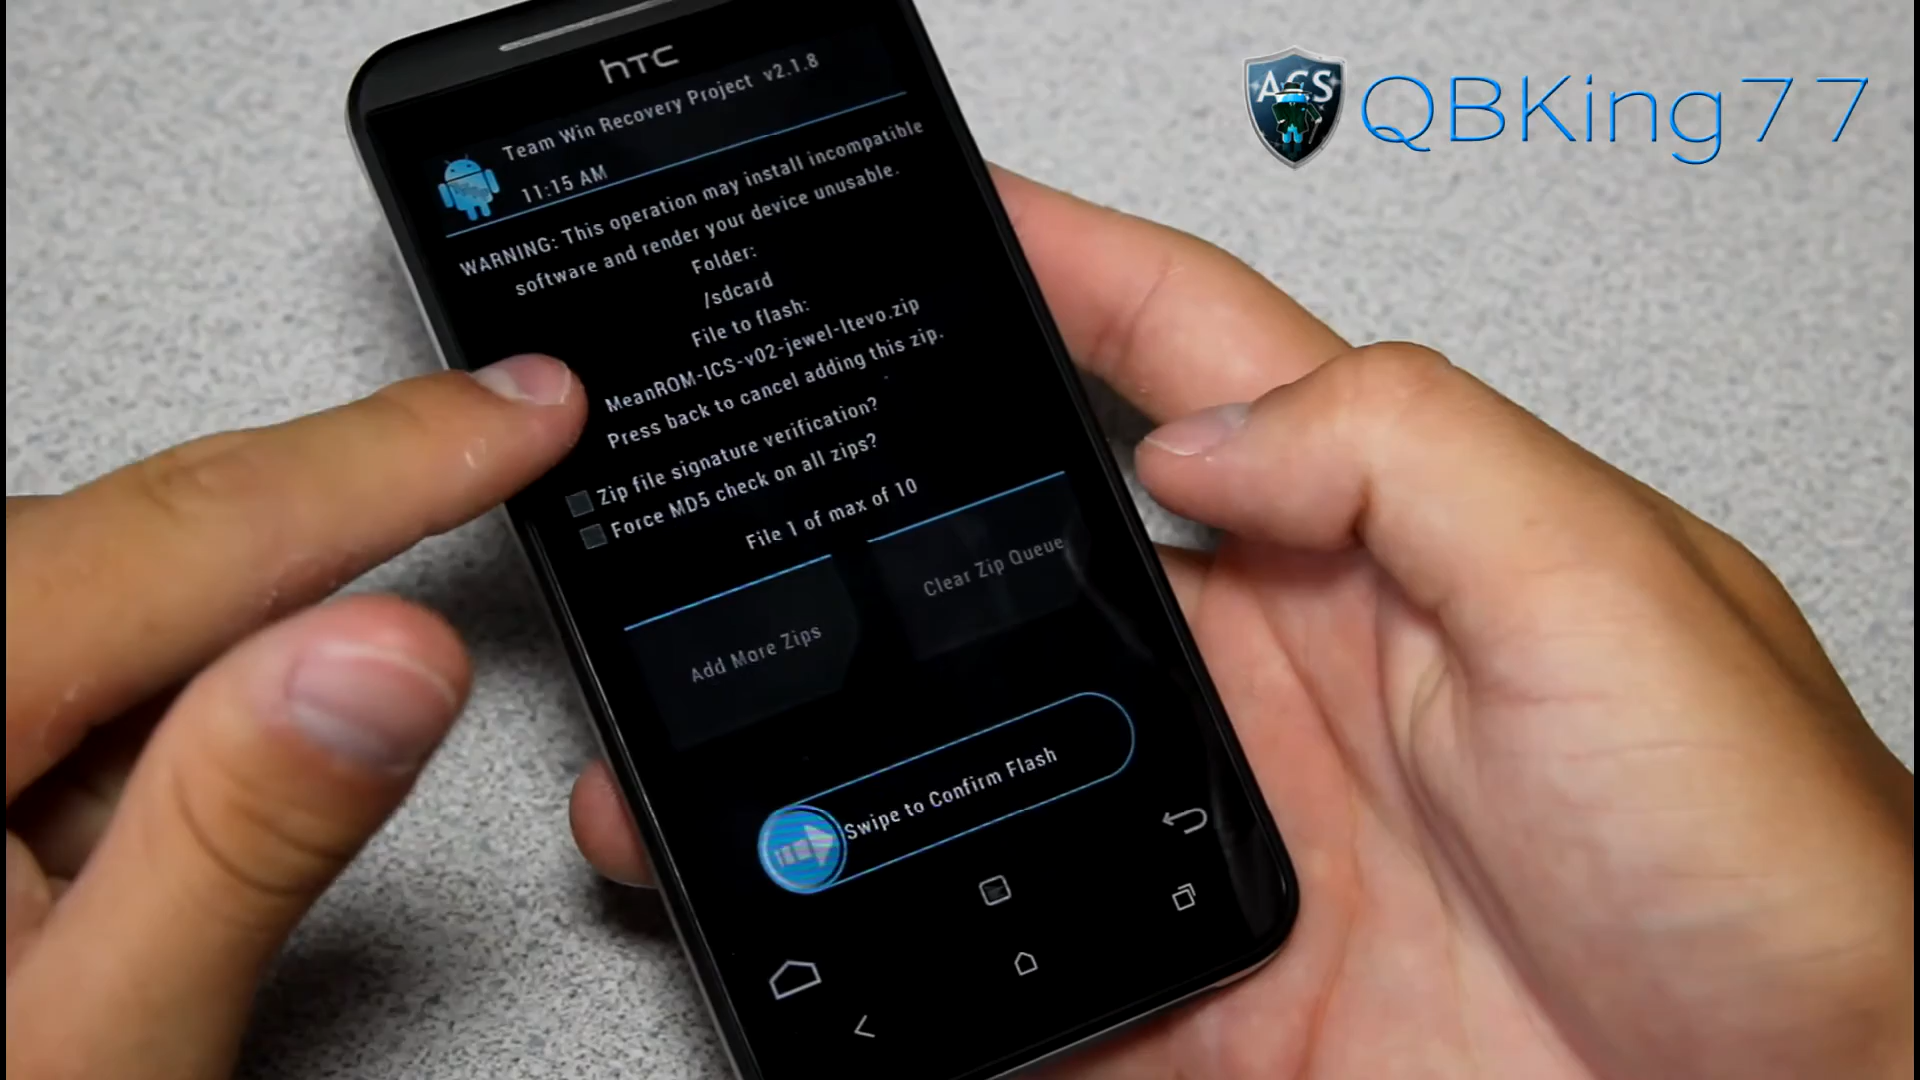 hTC
ACS
QBKing77
Team Win Recovery Project v2.1.8
11:15 AM
WARNING: This operation may install incompatible
software and render your device unusable.
Folder:
/sdcard
File to flash:
MeanROM-ICS-v02-jewel-ltevo.zip
Press back to cancel adding this zip.
Zip file signature verification?
Force MD5 check on all zips?
File 1 of max of 10
Add More Zips
Clear Zip Queue
Swipe to Confirm Flash